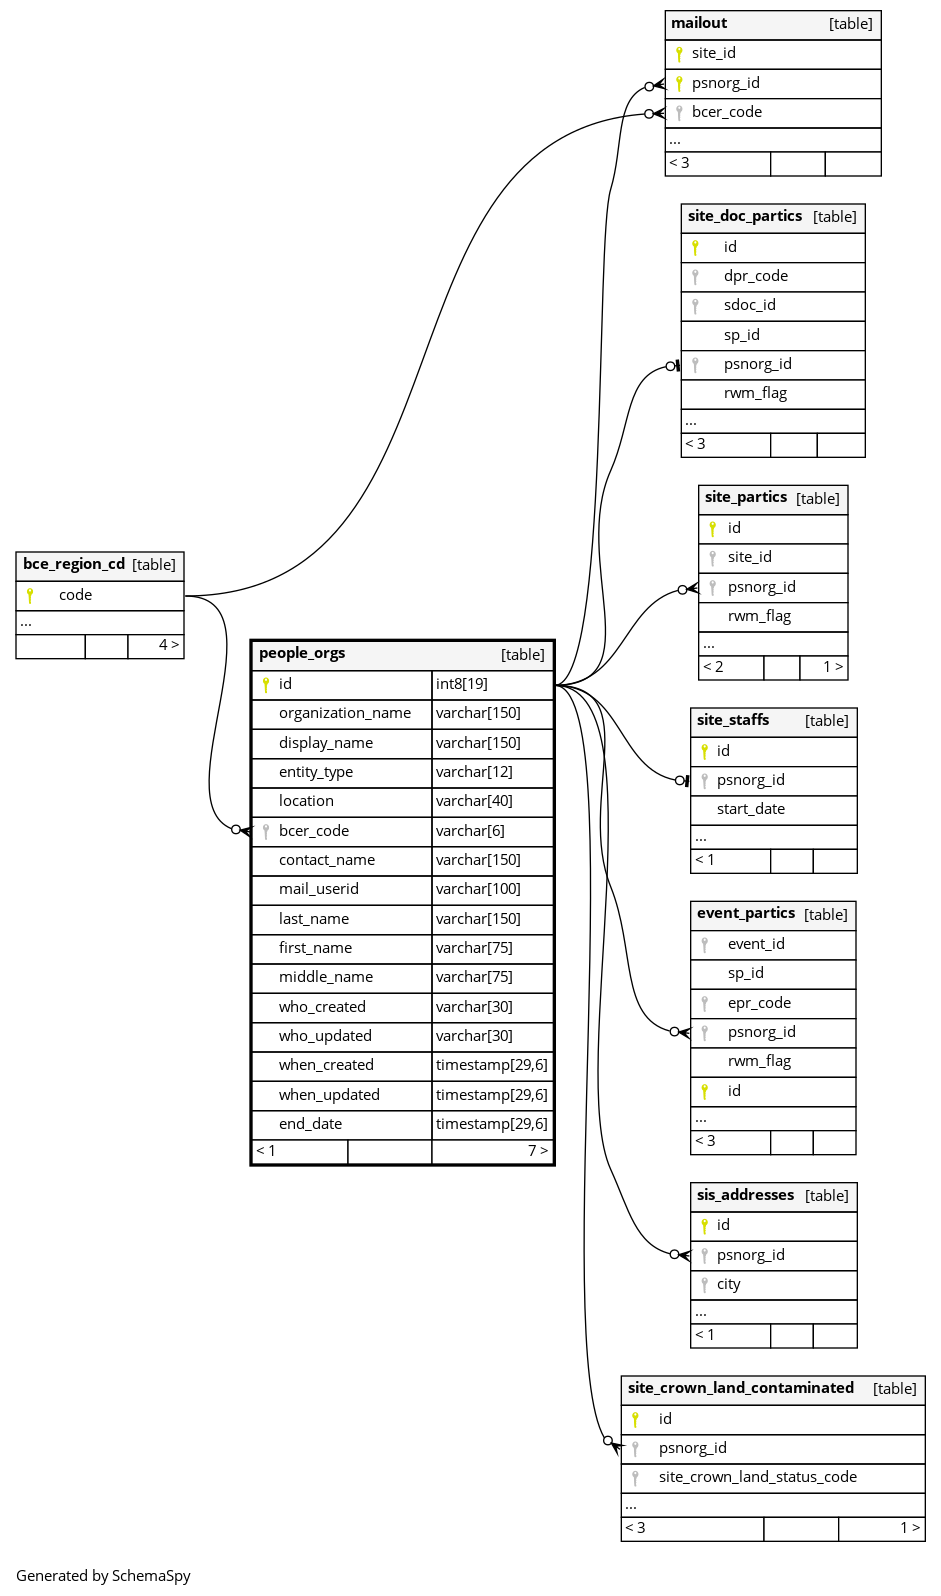 mailout [table]
site_id
psnorg_id
bcer_code
...
< 3
site_doc_partics [table]
id
dpr_code
sdoc_id
sp_id
psnorg_id
rwm_flag
...
< 3
site_partics [table]
id
site_id
psnorg_id
rwm_flag
...
< 2 1 >
bce_region_cd [table]
code
...
4 >
people_orgs [table]
id int8[19]
organization_name varchar[150]
display_name varchar[150]
entity_type varchar[12]
location varchar[40]
bcer_code varchar[6]
contact_name varchar[150]
mail_userid varchar[100]
last_name varchar[150]
first_name varchar[75]
middle_name varchar[75]
who_created varchar[30]
who_updated varchar[30]
when_created timestamp[29,6]
when_updated timestamp[29,6]
end_date timestamp[29,6]
< 1 7 >
site_staffs [table]
id
psnorg_id
start_date
...
< 1
event_partics [table]
event_id
sp_id
epr_code
psnorg_id
rwm_flag
id
...
< 3
sis_addresses [table]
id
psnorg_id
city
...
< 1
site_crown_land_contaminated [table]
id
psnorg_id
site_crown_land_status_code
...
< 3 1 >
Generated by SchemaSpy